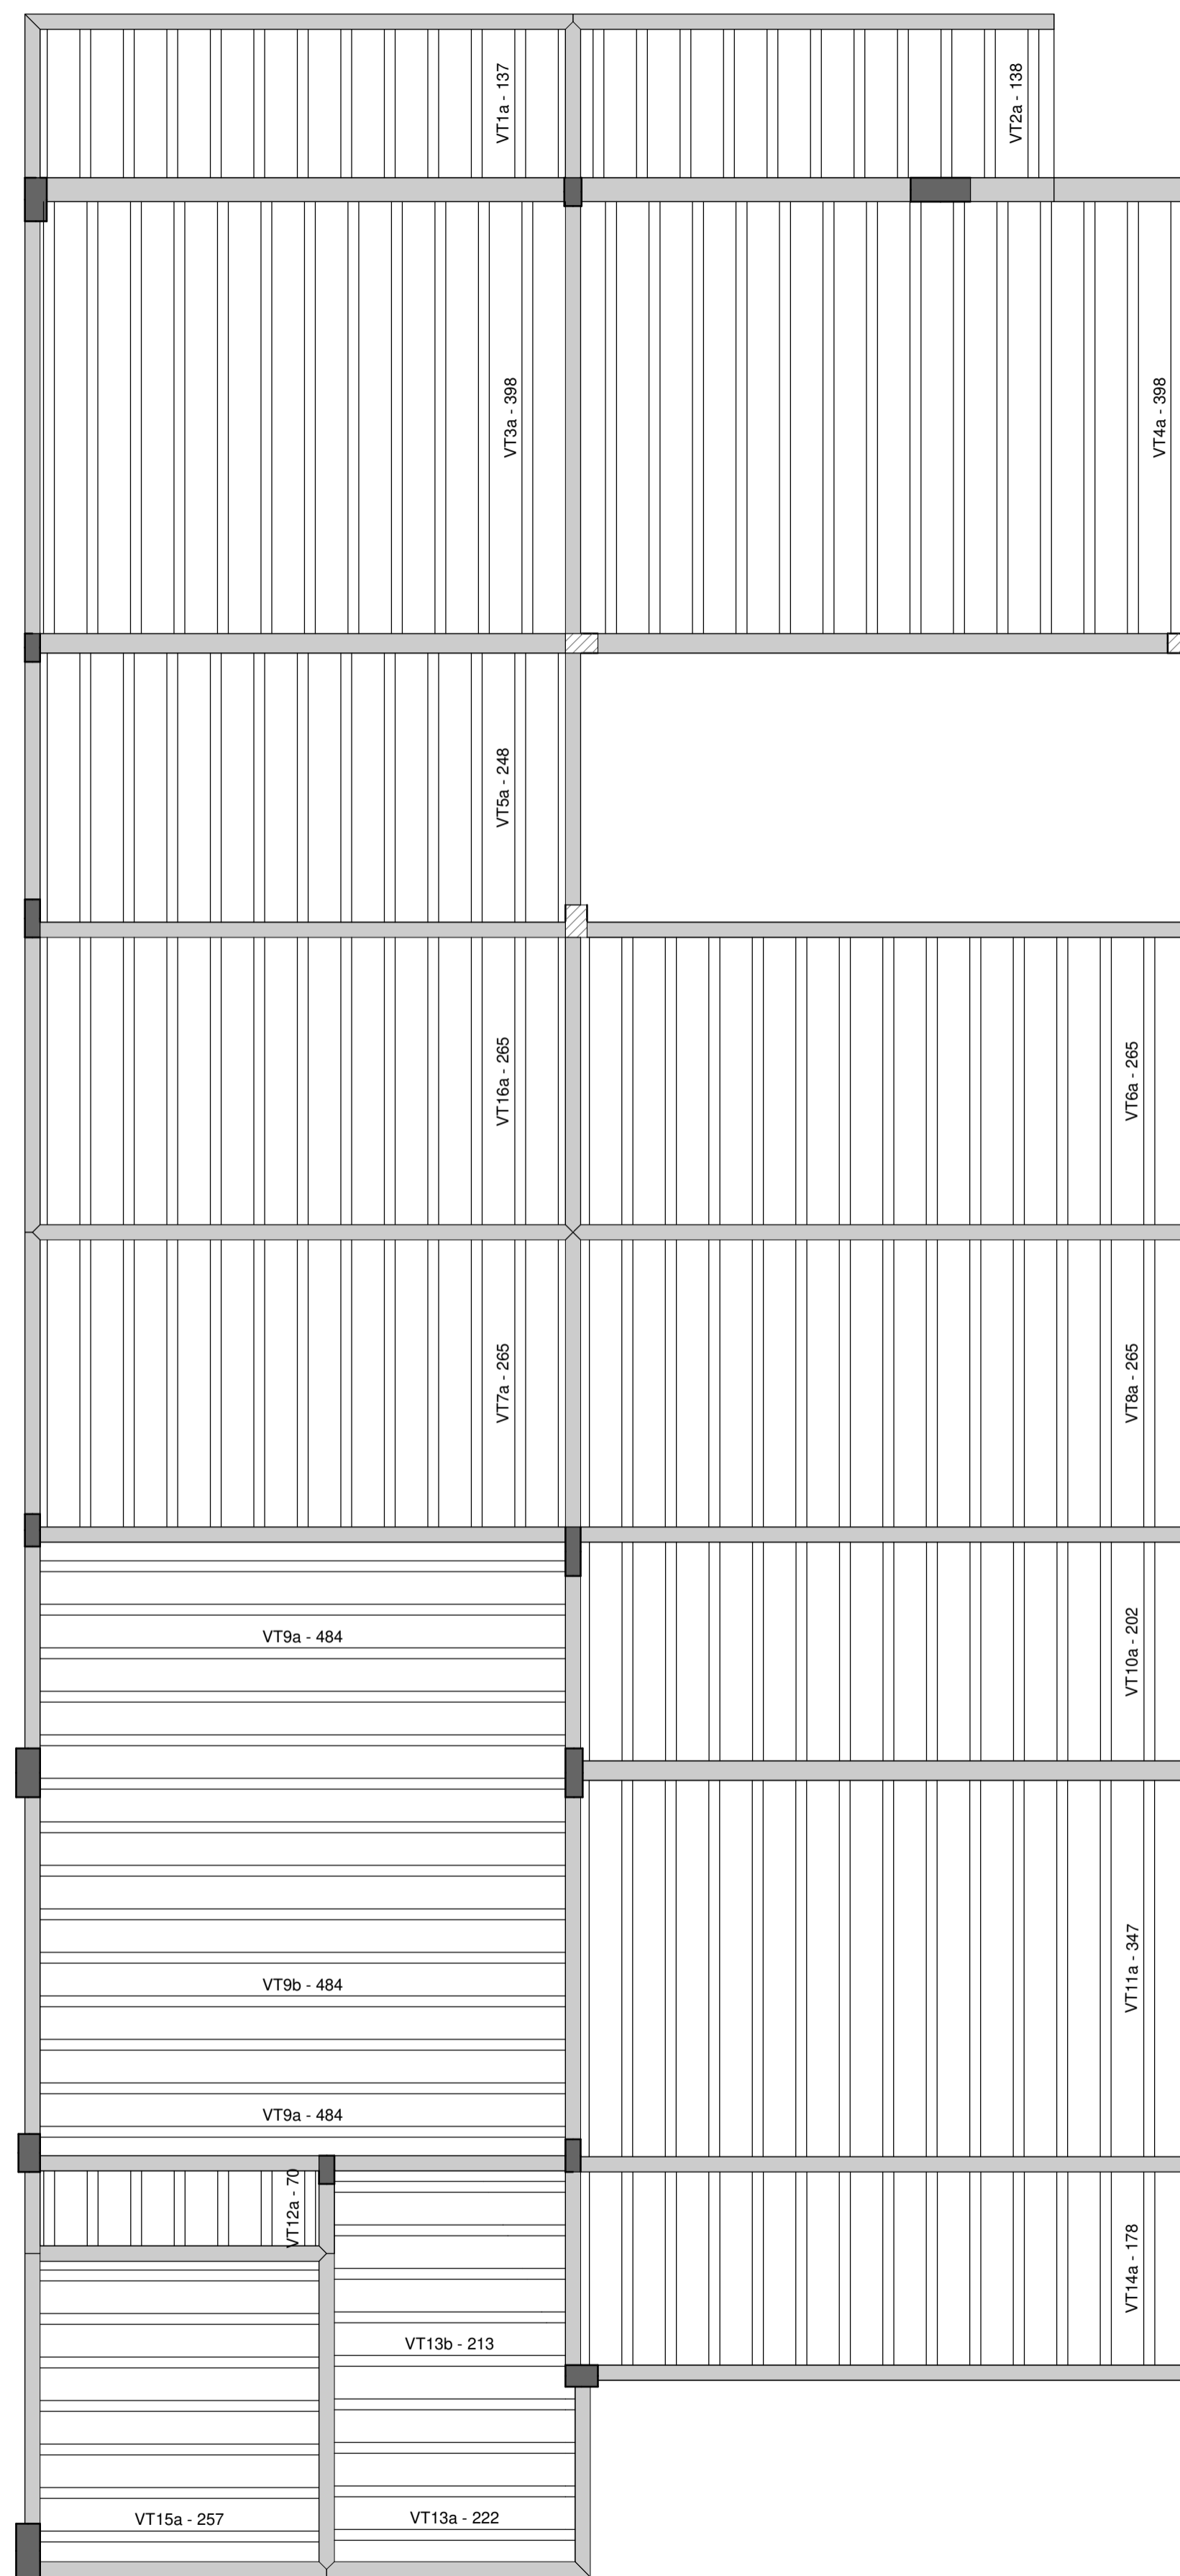 VT1a - 137
VT2a - 138
VT3a - 398
VT4a - 398
VT5a - 248
VT16a - 265
VT6a - 265
VT7a - 265
VT8a - 265
VT9a - 484
VT10a - 202
VT9b - 484
VT11a - 347
VT9a - 484
VT12a - 70
VT14a - 178
VT13b - 213
VT15a - 257
VT13a - 222